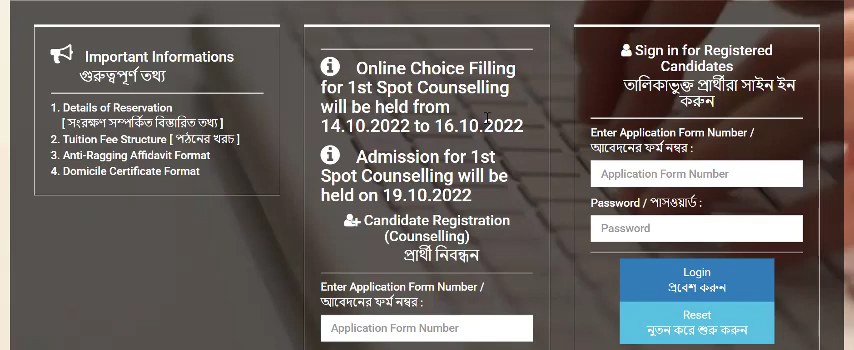 Important Informations
গুরুত্বপূর্ণ তথ্য
1. Details of Reservation
[ সংরক্ষণ সম্পর্কিত বিস্তারিত তথ্য ]
2. Tuition Fee Structure [ পঠনের খরচ ]
3. Anti-Ragging Affidavit Format
4. Domicile Certificate Format
Online Choice Filling
for 1st Spot Counselling
will be held from
14.10.2022 to 16.10.2022
Admission for 1st
Spot Counselling will be
held on 19.10.2022
Candidate Registration
(Counselling)
প্রার্থী নিবন্ধন
Enter Application Form Number /
আবেদনের ফর্ম নম্বর :
Application Form Number
Sign in for Registered
Candidates
তালিকাভুক্ত প্রার্থীরা সাইন ইন
করুন
Enter Application Form Number /
আবেদনের ফর্ম নম্বর :
Application Form Number
Password / পাসওয়ার্ড :
Password
Login
প্রবেশ করুন
Reset
নুতন করে শুরু করুন